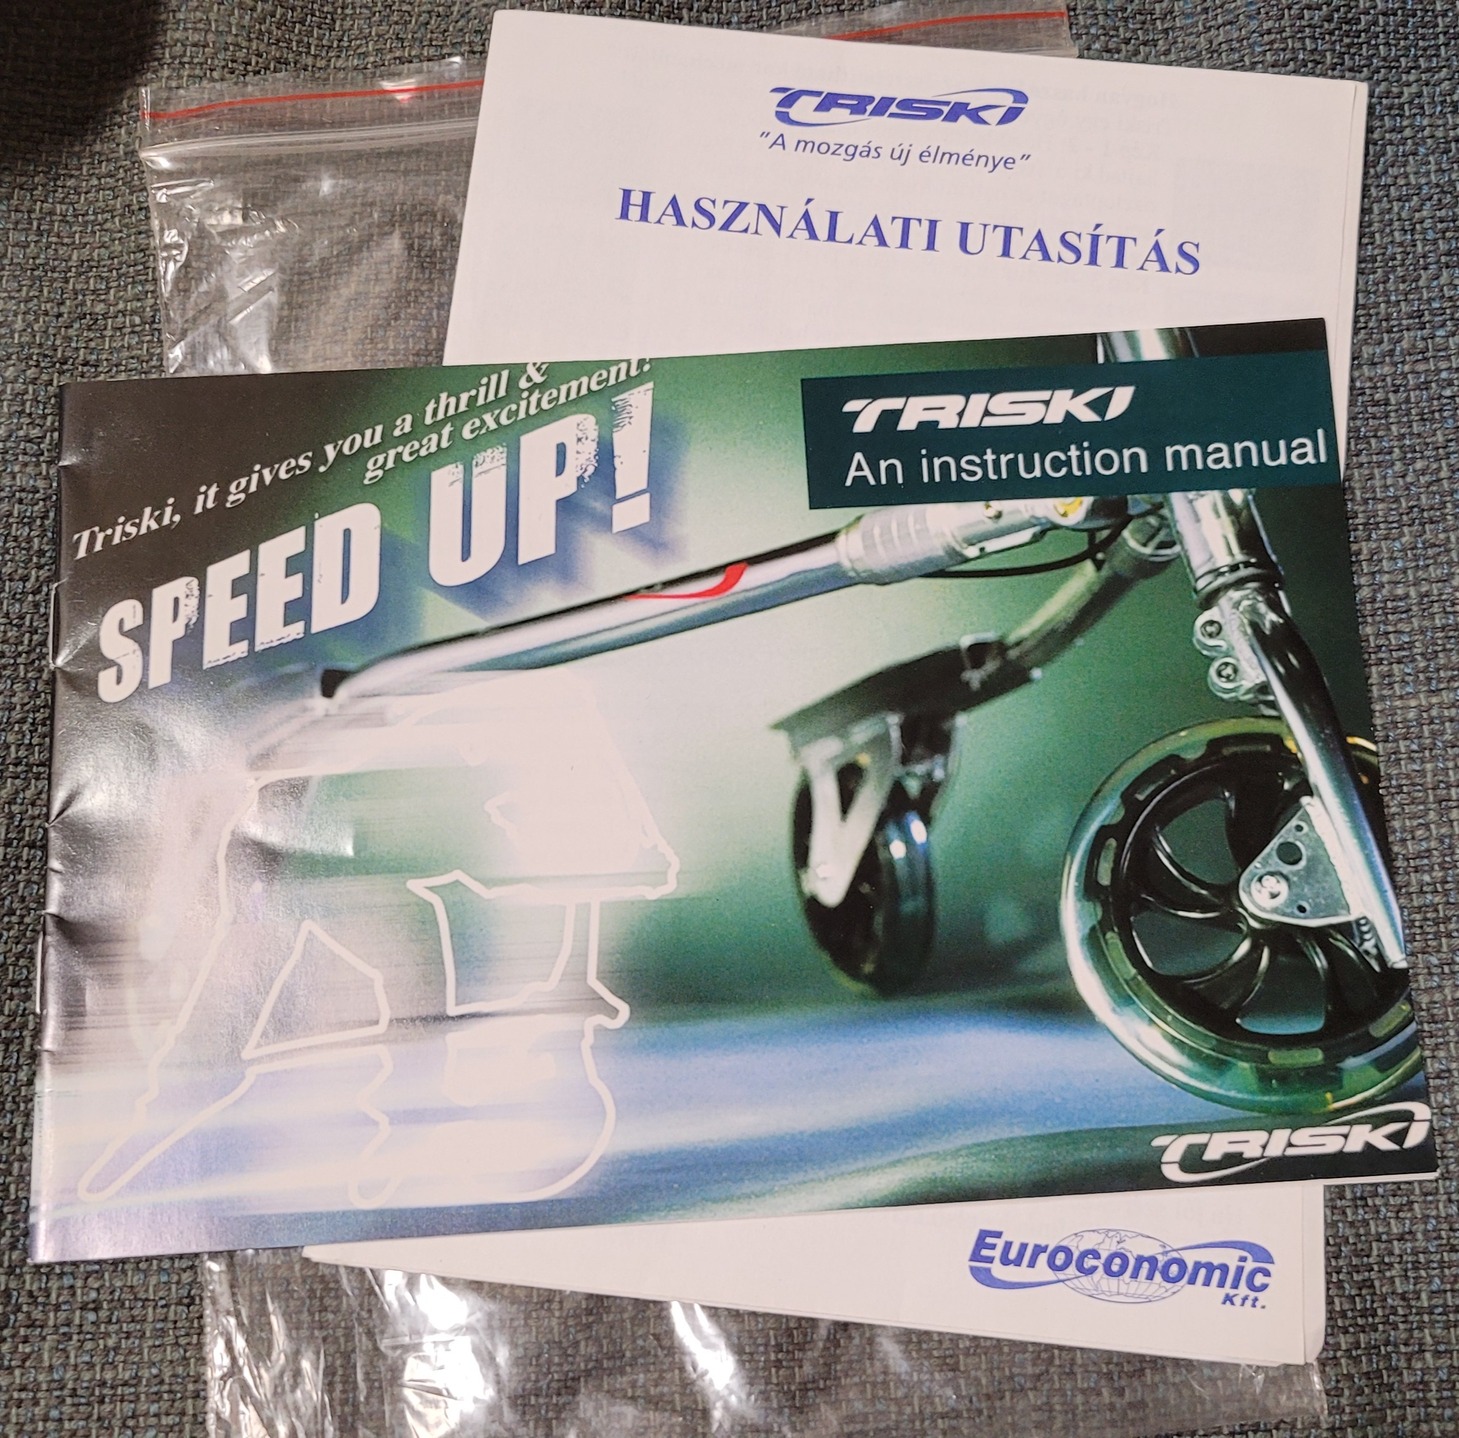 TRISKI
"A mozgás új élménye"
HASZNÁLATI UTASÍTÁS
Triski, it gives you a thrill &
great excitement!
SPEED UP!
TRISKI
An instruction manual
TRISKI
Euroconomic
Kft.